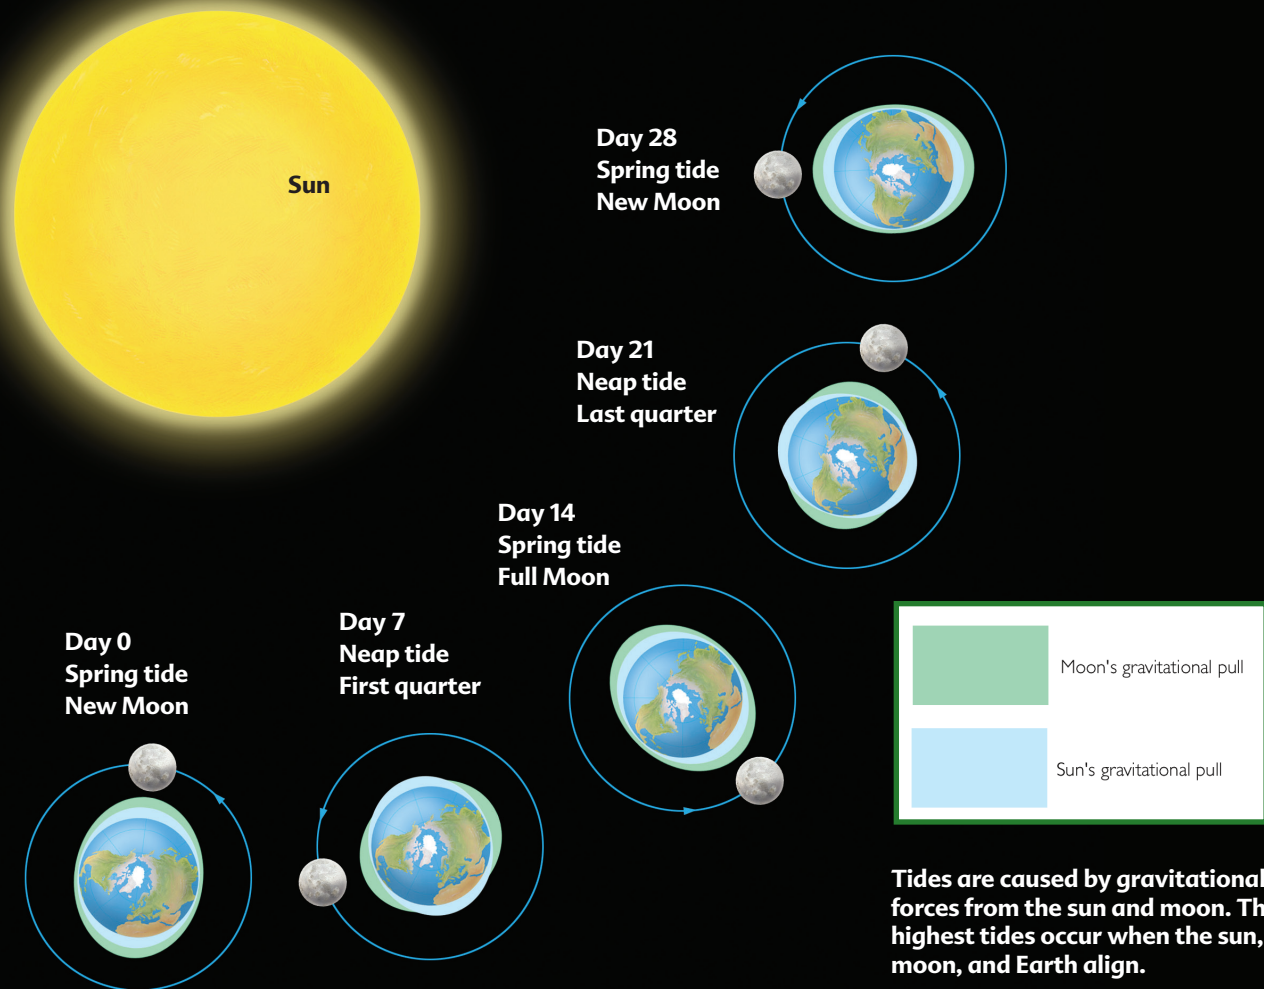 Sun
Day 28
Spring tide
New Moon
Day 21
Neap tide
Last quarter
Day 14
Spring tide
Full Moon
Day 7
Neap tide
First quarter
Day 0
Spring tide
New Moon
Moon's gravitational pull
Sun's gravitational pull
Tides are caused by gravitational
forces from the sun and moon. Th
highest tides occur when the sun,
moon, and Earth align.